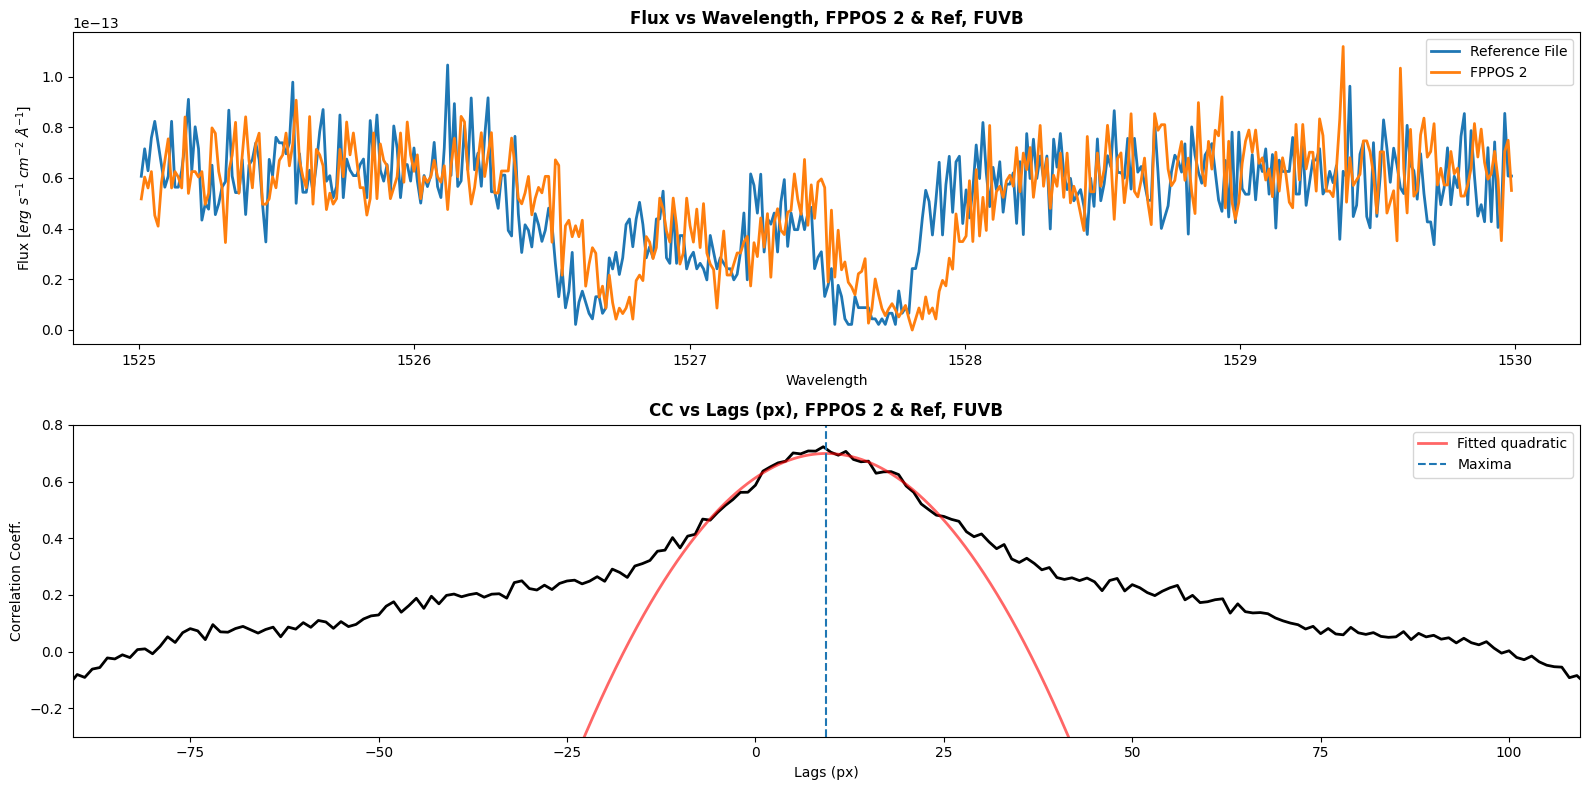 Flux vs Wavelength, FPPOS 2 & Ref, FUVB
1e−13
Flux [erg s⁻¹ cm⁻² Å⁻¹]
1.0
0.8
0.6
0.4
0.2
0.0
Reference File
FPPOS 2
1525 1526 1527 1528 1529 1530
Wavelength
CC vs Lags (px), FPPOS 2 & Ref, FUVB
Correlation Coeff.
0.8
0.6
0.4
0.2
0.0
−0.2
Fitted quadratic
Maxima
−75 −50 −25 0 25 50 75 100
Lags (px)